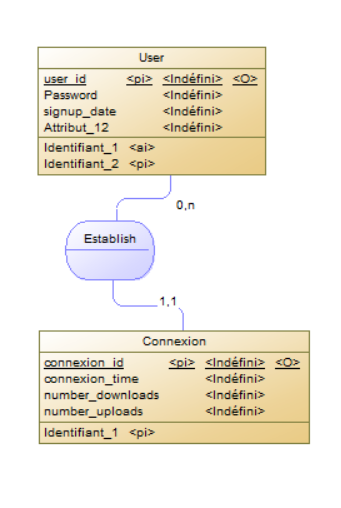 User
user_id <pi> <Indéfini> <O>
Password <Indéfini>
signup_date <Indéfini>
Attribut_12 <Indéfini>
Identifiant_1 <ai>
Identifiant_2 <pi>
0,n
Establish
1,1
Connexion
connexion_id <pi> <Indéfini> <O>
connexion_time <Indéfini>
number_downloads <Indéfini>
number_uploads <Indéfini>
Identifiant_1 <pi>